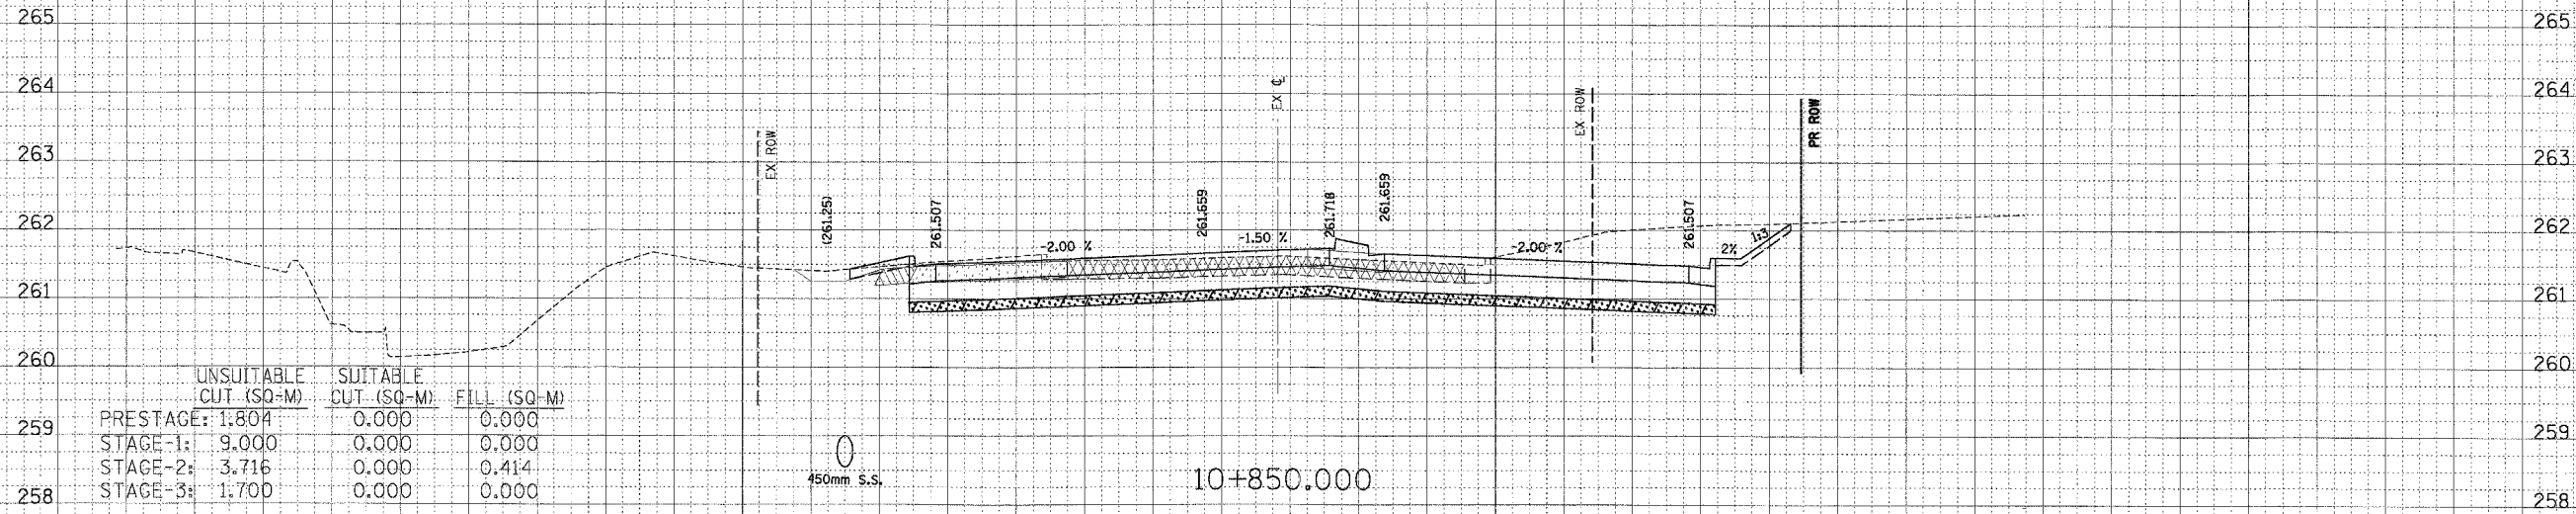 265 265
264 264
263 263
262 262
261 261
260 260
259 259
258 258
EX ROW
EX ℄
EX ROW
PR ROW
(261.25)
261.507
261.659
261.718
261.659
261.507
-2.00 %
-1.50 %
-2.00 %
2%
1:3
UNSUITABLE SUITABLE
CUT (SQ-M) CUT (SQ-M) FILL (SQ-M)
PRESTAGE: 1.804 0.000 0.000
STAGE-1: 9.000 0.000 0.000
STAGE-2: 3.716 0.000 0.414
STAGE-3: 1.700 0.000 0.000
450mm S.S.
10+850.000